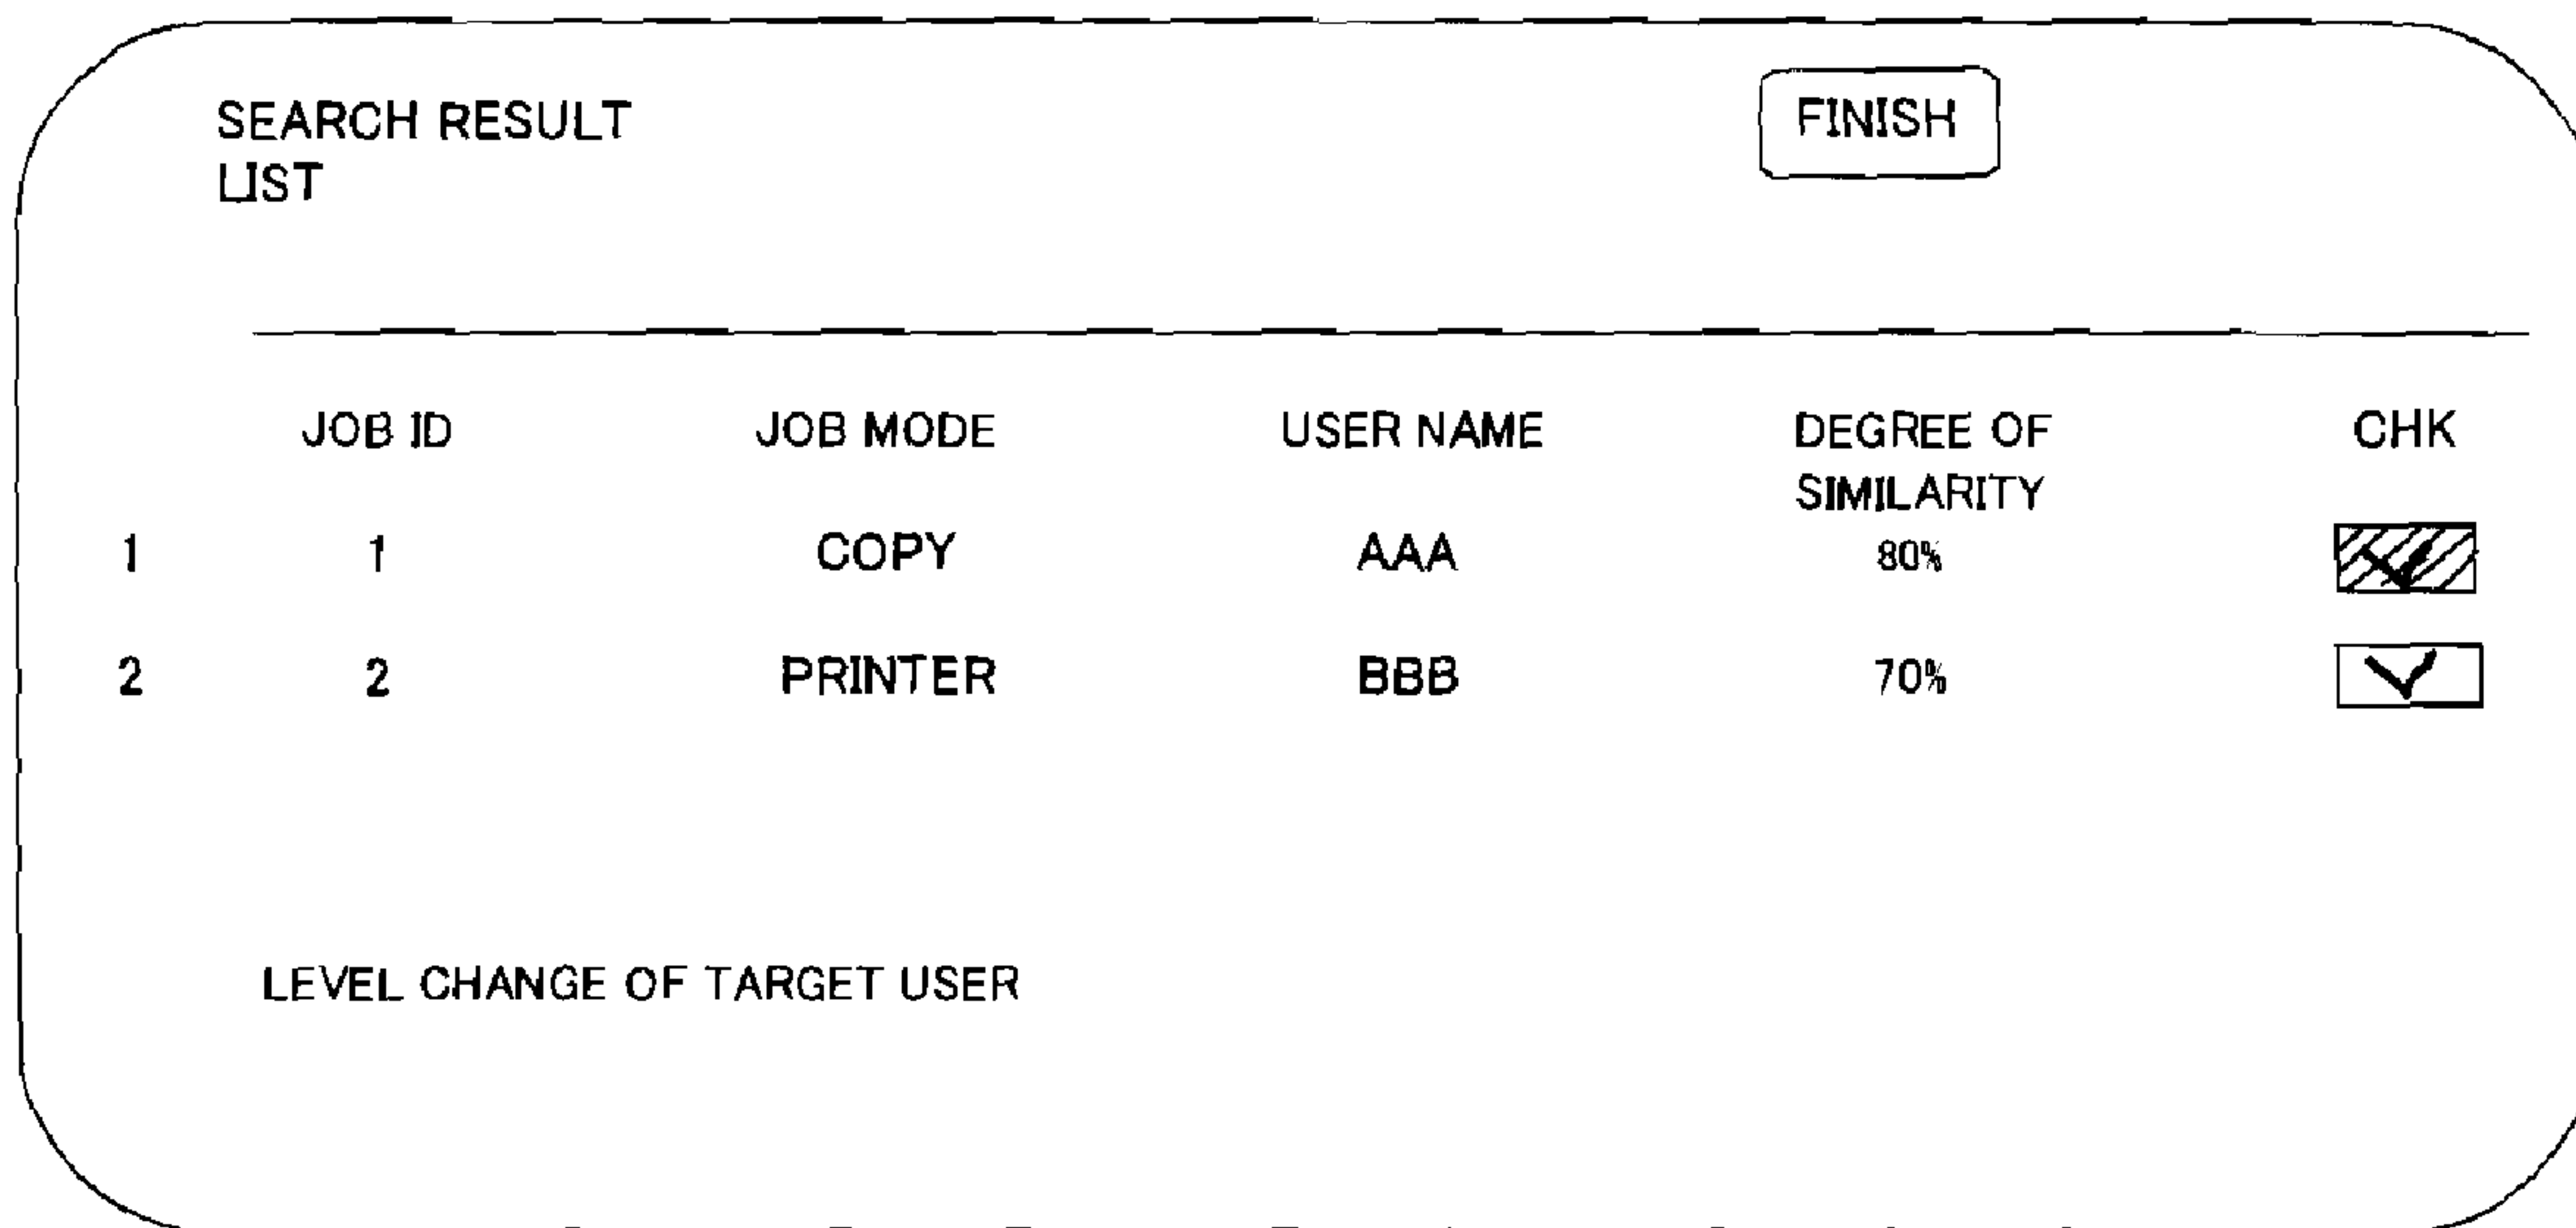 SEARCH RESULT
LIST
FINISH
JOB ID JOB MODE USER NAME DEGREE OF SIMILARITY CHK
1 1 COPY AAA 80%
2 2 PRINTER BBB 70%
LEVEL CHANGE OF TARGET USER